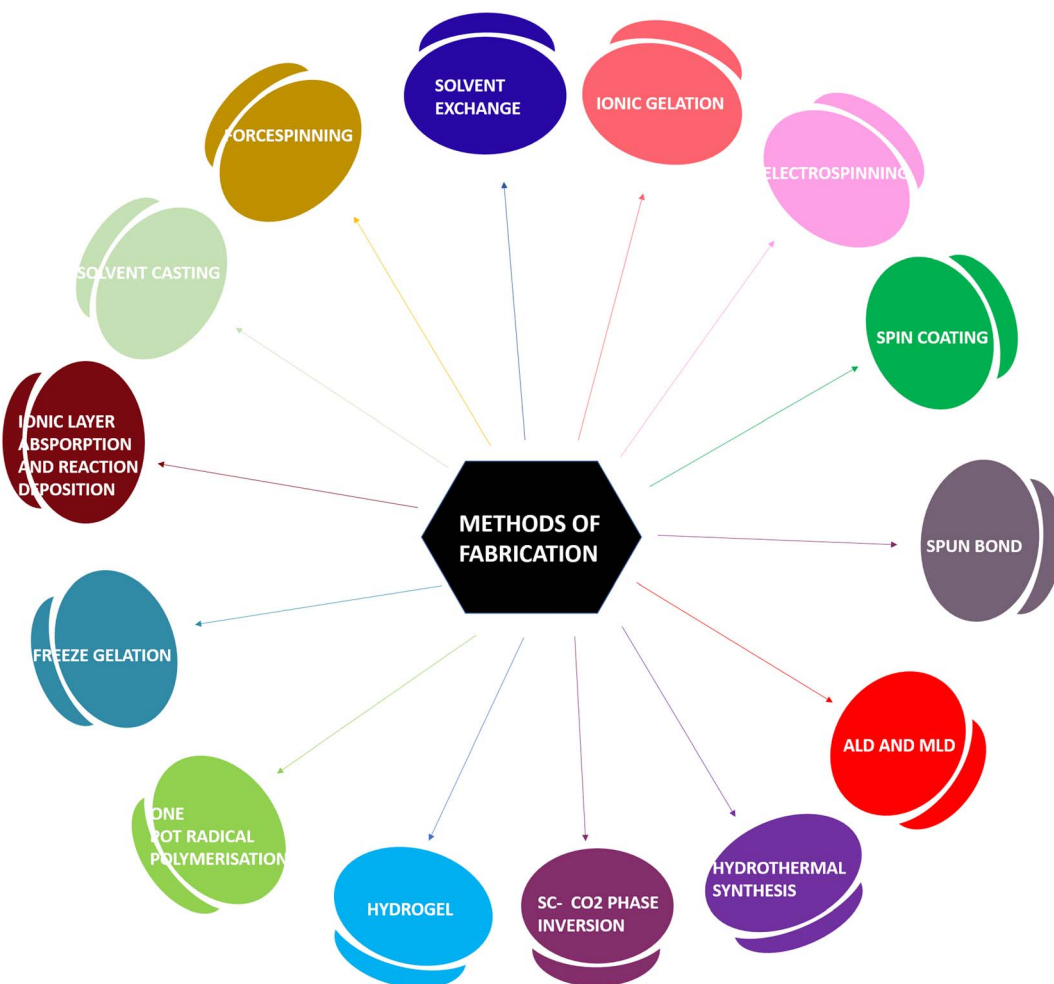 SOLVENT
EXCHANGE
IONIC GELATION
FORCESPINNING
ELECTROSPINNING
SOLVENT CASTING
SPIN COATING
IONIC LAYER
ABSPORPTION
AND REACTION
DEPOSITION
METHODS OF
FABRICATION
SPUN BOND
FREEZE GELATION
ALD AND MLD
ONE
POT RADICAL
POLYMERISATION
HYDROTHERMAL
SYNTHESIS
HYDROGEL
SC- CO2 PHASE
INVERSION